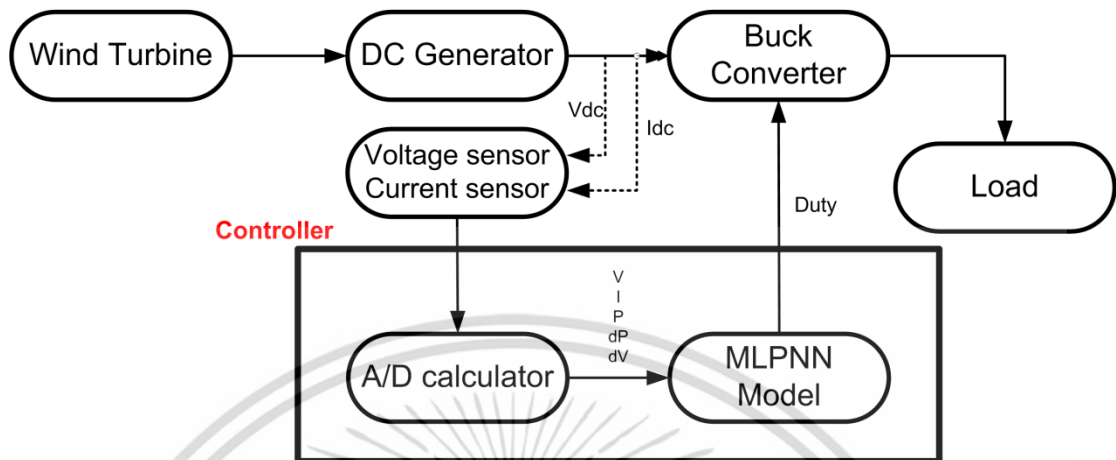 Wind Turbine
DC Generator
Buck
Converter
Vdc
Idc
Voltage sensor
Current sensor
Load
Duty
Controller
V
I
P
dP
dV
A/D calculator
MLPNN
Model